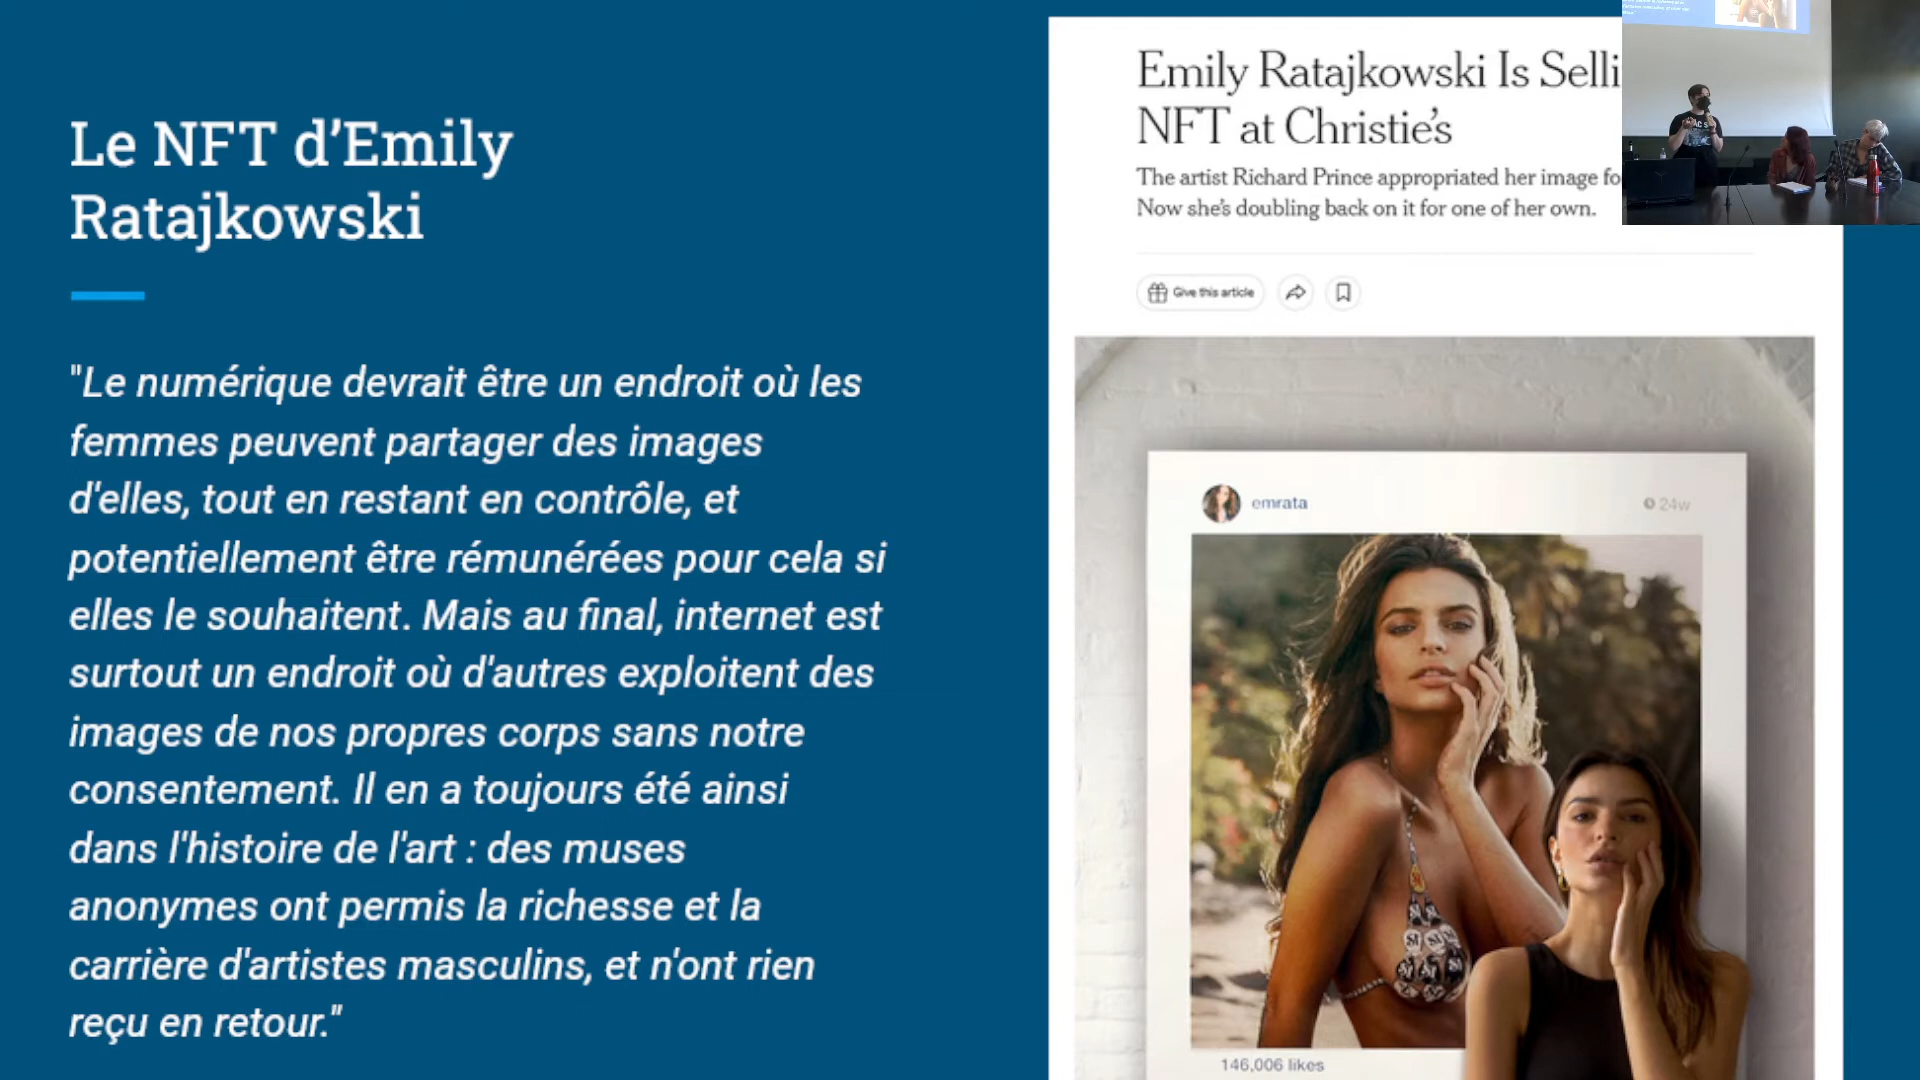 Le NFT d’Emily
Ratajkowski
"Le numérique devrait être un endroit où les
femmes peuvent partager des images
d'elles, tout en restant en contrôle, et
potentiellement être rémunérées pour cela si
elles le souhaitent. Mais au final, internet est
surtout un endroit où d'autres exploitent des
images de nos propres corps sans notre
consentement. Il en a toujours été ainsi
dans l'histoire de l'art : des muses
anonymes ont permis la richesse et la
carrière d'artistes masculins, et n'ont rien
reçu en retour."
Emily Ratajkowski Is Selli
NFT at Christie’s
The artist Richard Prince appropriated her image fo
Now she’s doubling back on it for one of her own.
Give this article
emrata
24w
146,006 likes